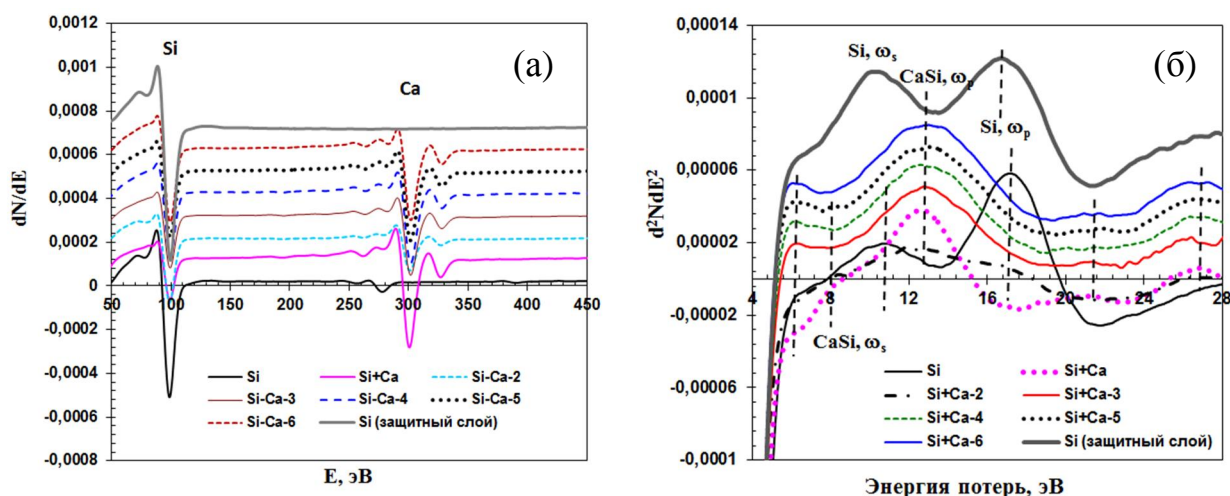 (а)
dN/dE
0,0012
0,001
0,0008
0,0006
0,0004
0,0002
0
-0,0002
-0,0004
-0,0006
-0,0008
Si
Ca
50
100
150
200
250
300
350
400
450
Si
Si+Ca
Si-Ca-2
Si-Ca-3
Si-Ca-4
Si-Ca-5
Si-Ca-6
Si (защитный слой)
E, эВ
(б)
d²NdE²
0,00014
0,0001
0,00006
0,00002
-0,00002
-0,00006
-0,0001
Si, ωs
CaSi, ωp
Si, ωp
4
8
12
16
20
24
28
CaSi, ωs
Si
Si+Ca
Si+Ca-2
Si+Ca-3
Si+Ca-4
Si+Ca-5
Si+Ca-6
Si (защитный слой)
Энергия потерь, эВ